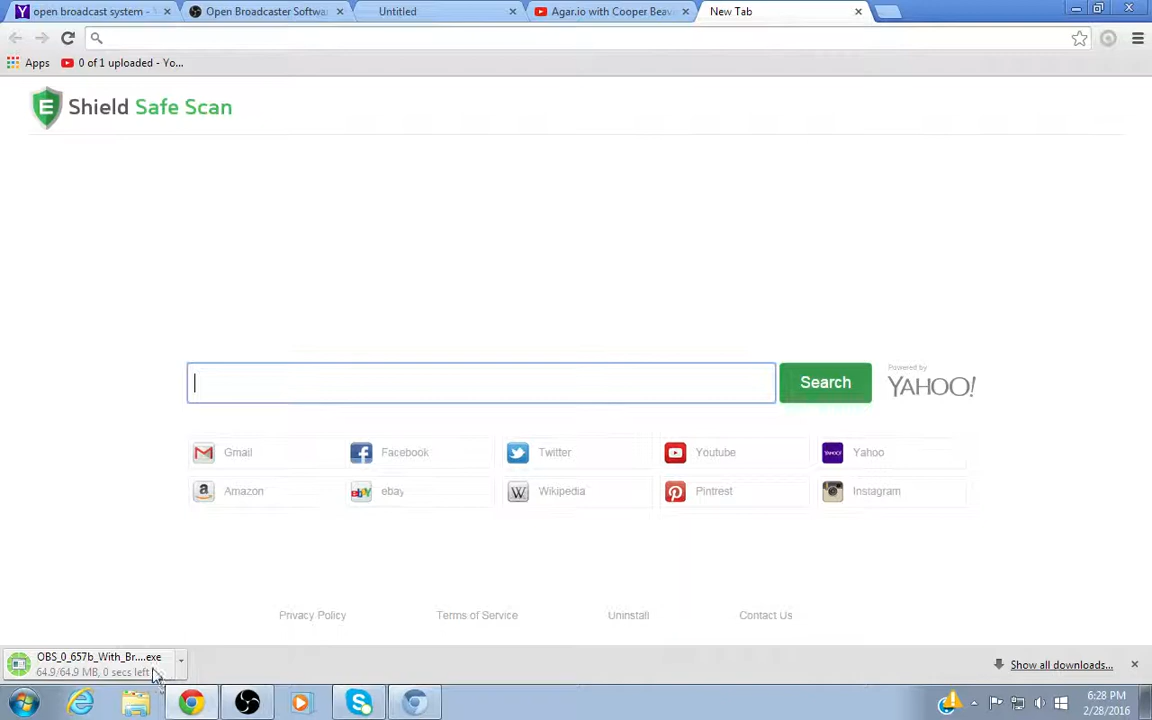 open broadcast system -
Open Broadcaster Softwa
Untitled
Agar.io with Cooper Beav
New Tab
Apps
0 of 1 uploaded - Yo...
E Shield Safe Scan
Search
Powered by
YAHOO!
Gmail
Facebook
Twitter
Youtube
Yahoo
Amazon
ebay
Wikipedia
Pintrest
Instagram
Privacy Policy
Terms of Service
Uninstall
Contact Us
OBS_0_657b_With_Br....exe
64.9/64.9 MB, 0 secs left
Show all downloads...
6:28 PM
2/28/2016